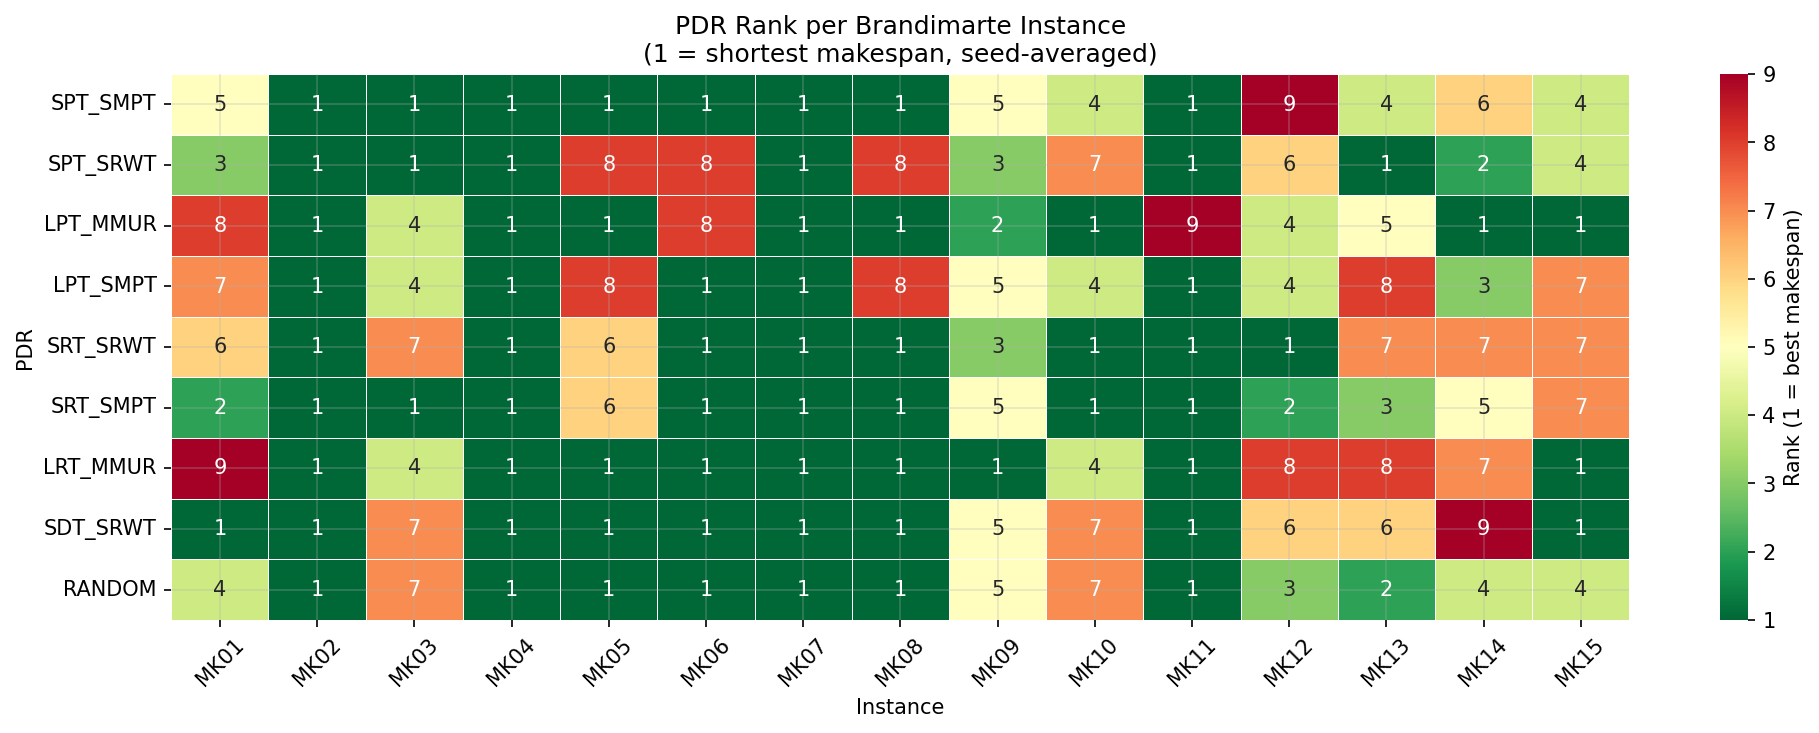 PDR Rank per Brandimarte Instance
(1 = shortest makespan, seed-averaged)
PDR
SPT_SMPT 5 1 1 1 1 1 1 1 5 4 1 9 4 6 4
SPT_SRWT 3 1 1 1 8 8 1 8 3 7 1 6 1 2 4
LPT_MMUR 8 1 4 1 1 8 1 1 2 1 9 4 5 1 1
LPT_SMPT 7 1 4 1 8 1 1 8 5 4 1 4 8 3 7
SRT_SRWT 6 1 7 1 6 1 1 1 3 1 1 1 7 7 7
SRT_SMPT 2 1 1 1 6 1 1 1 5 1 1 2 3 5 7
LRT_MMUR 9 1 4 1 1 1 1 1 1 4 1 8 8 7 1
SDT_SRWT 1 1 7 1 1 1 1 1 5 7 1 6 6 9 1
RANDOM 4 1 7 1 1 1 1 1 5 7 1 3 2 4 4
MK01 MK02 MK03 MK04 MK05 MK06 MK07 MK08 MK09 MK10 MK11 MK12 MK13 MK14 MK15
Instance
9
8
7
6
5
4
3
2
1
Rank (1 = best makespan)